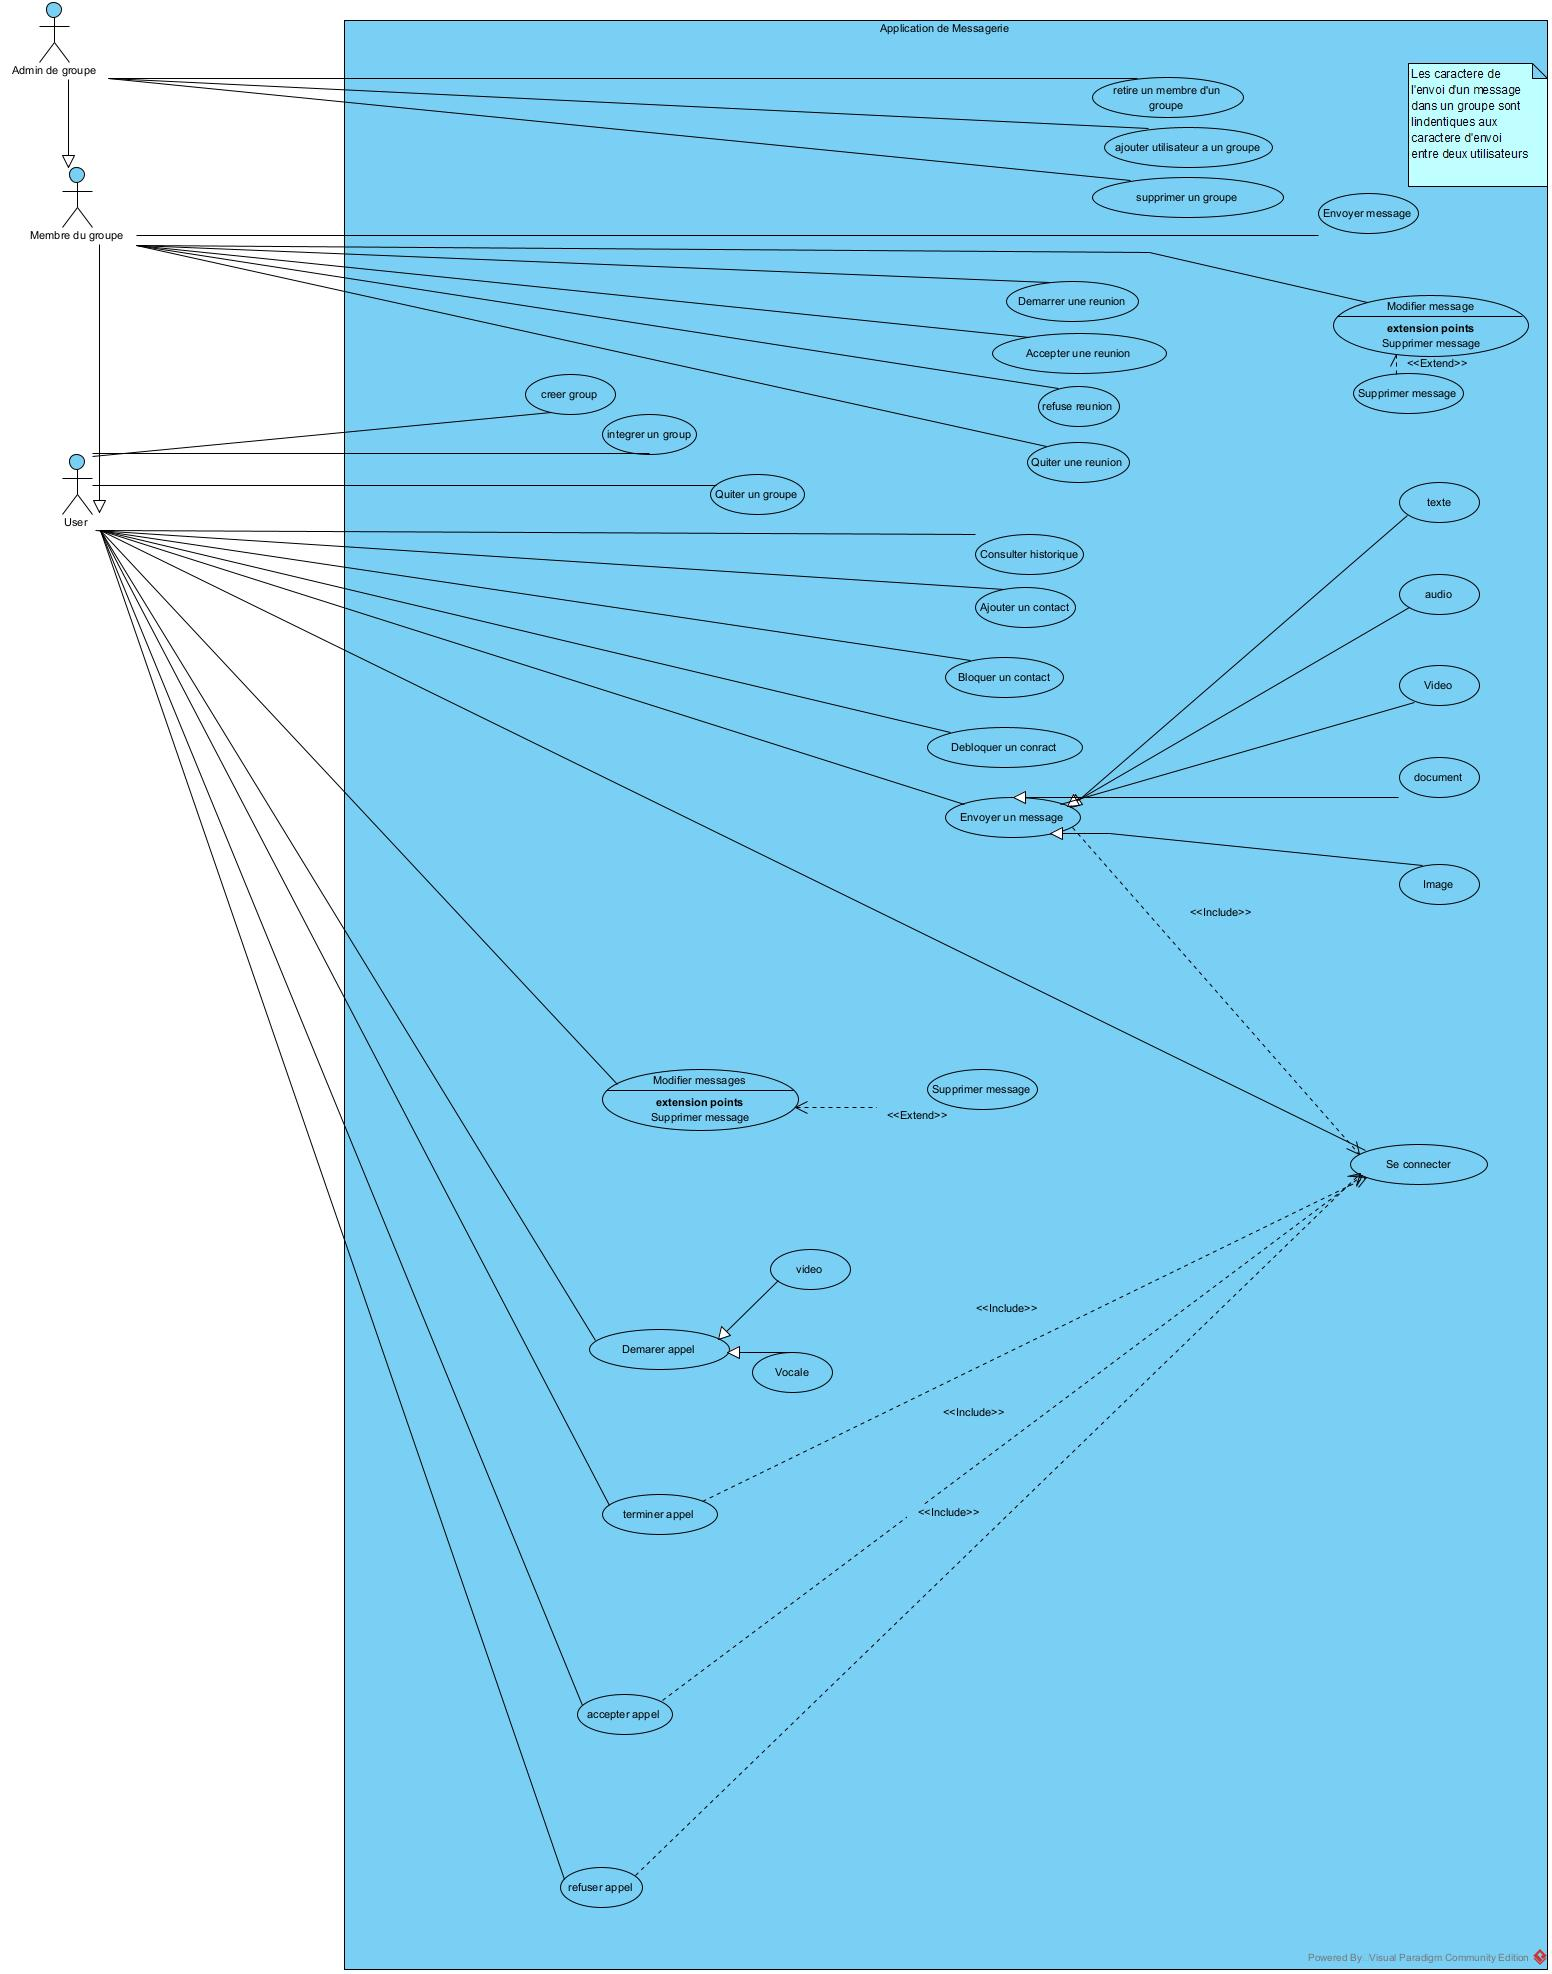 Application de Messagerie
Admin de groupe
retire un membre d'un
groupe
ajouter utilisateur a un groupe
supprimer un groupe
Les caractere de
l'envoi d'un message
dans un groupe sont
lindentiques aux
caractere d'envoi
entre deux utilisateurs
Membre du groupe
Envoyer message
Demarrer une reunion
Modifier message
extension points
Supprimer message
<<Extend>>
Supprimer message
Accepter une reunion
refuse reunion
Quiter une reunion
creer group
integrer un group
Quiter un groupe
User
Consulter historique
Ajouter un contact
Bloquer un contact
Debloquer un conract
Envoyer un message
texte
audio
Video
document
Image
<<Include>>
Modifier messages
extension points
Supprimer message
<<Extend>>
Supprimer message
Se connecter
video
Demarer appel
Vocale
<<Include>>
<<Include>>
<<Include>>
terminer appel
accepter appel
refuser appel
Powered By Visual Paradigm Community Edition